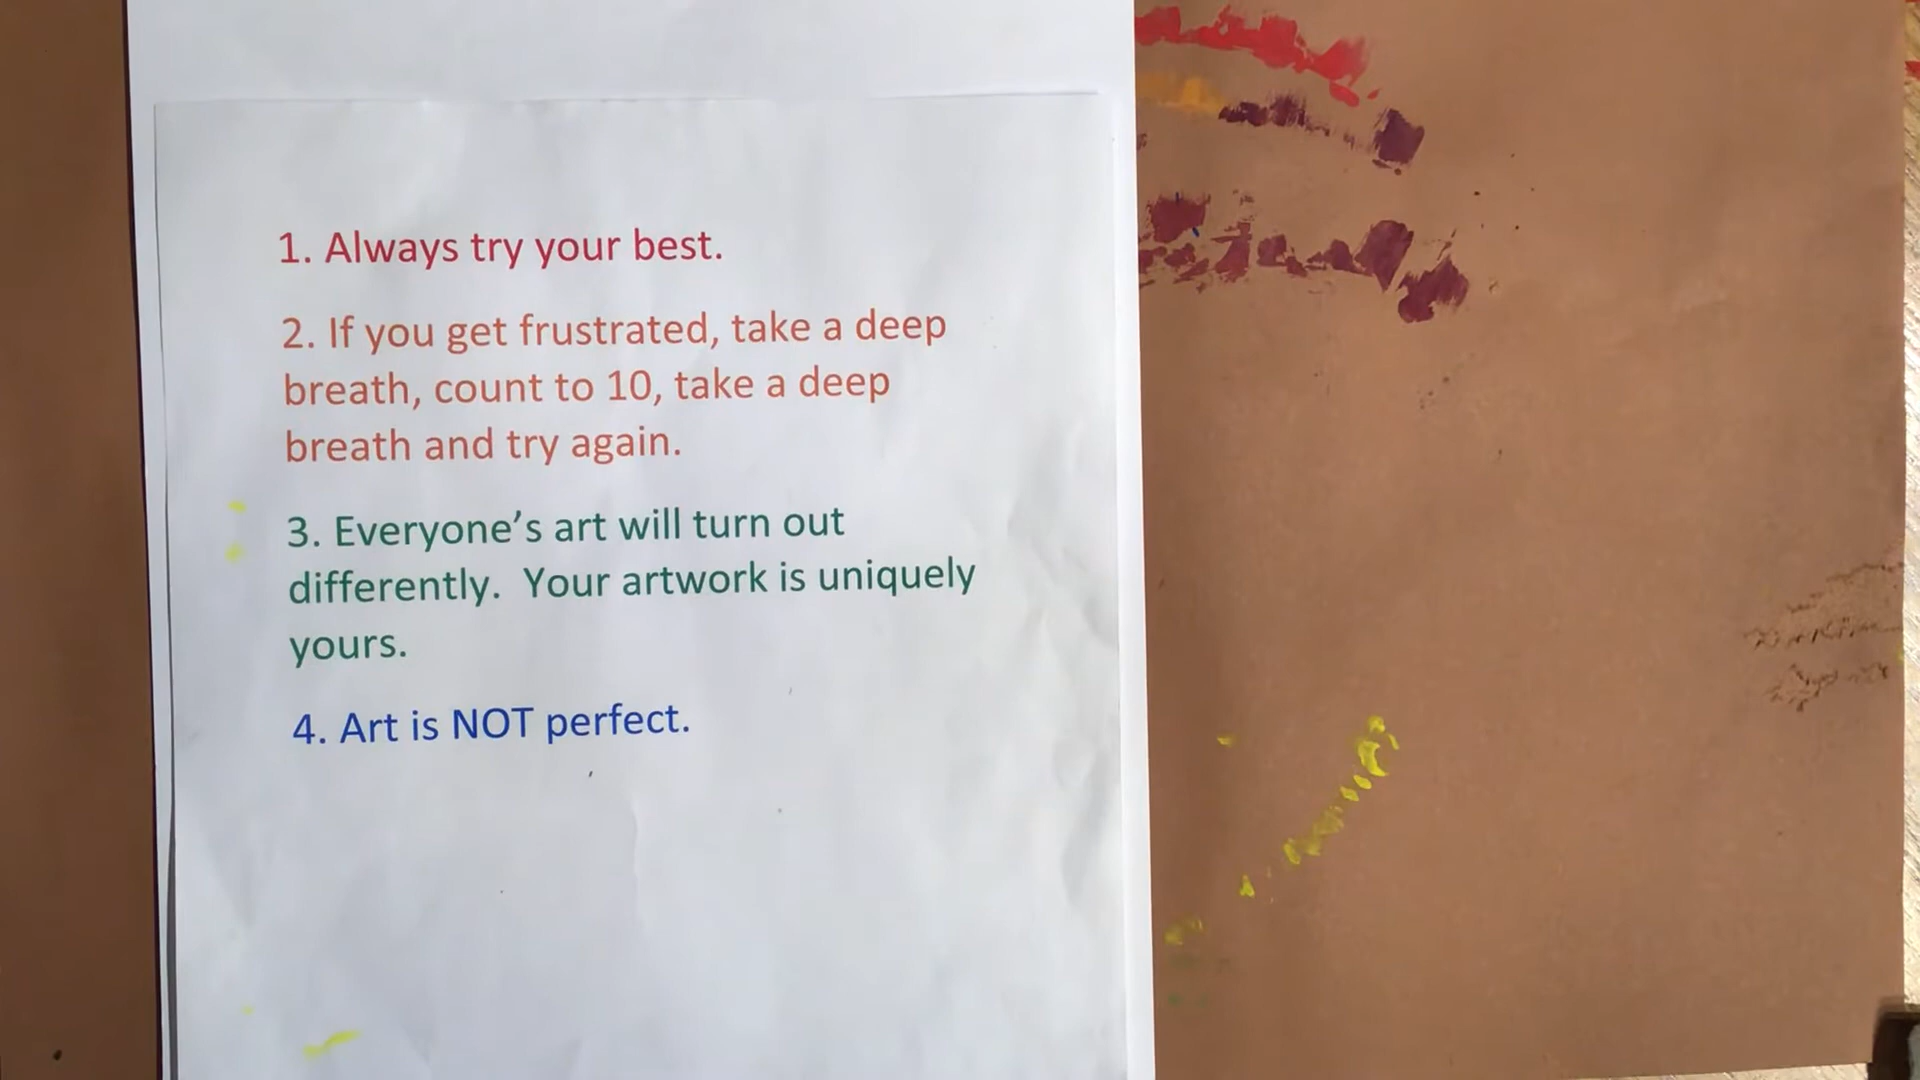 1. Always try your best.
2. If you get frustrated, take a deep
breath, count to 10, take a deep
breath and try again.
3. Everyone’s art will turn out
differently.  Your artwork is uniquely
yours.
4. Art is NOT perfect.